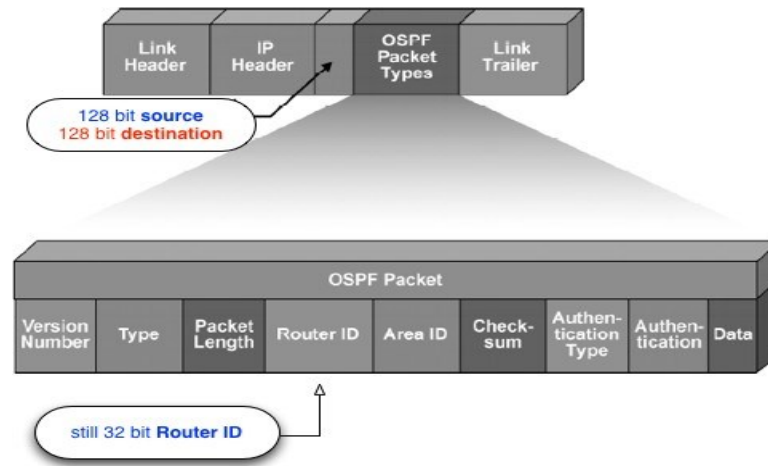 Link
Header
IP
Header
OSPF
Packet
Types
Link
Trailer
128 bit source
128 bit destination
OSPF Packet
Version
Number
Type
Packet
Length
Router ID
Area ID
Check-
sum
Authen-
tication
Type
Authen-
tication
Data
still 32 bit Router ID